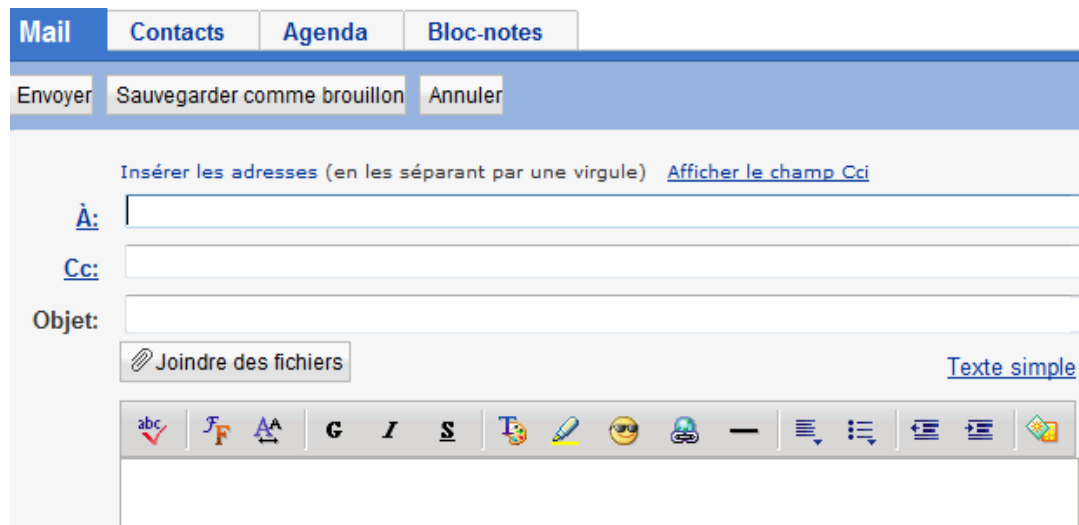 Mail Contacts Agenda Bloc-notes
Envoyer Sauvegarder comme brouillon Annuler
Insérer les adresses (en les séparant par une virgule) Afficher le champ Cci
À:
Cc:
Objet:
Joindre des fichiers Texte simple
abc F F A A G I S T